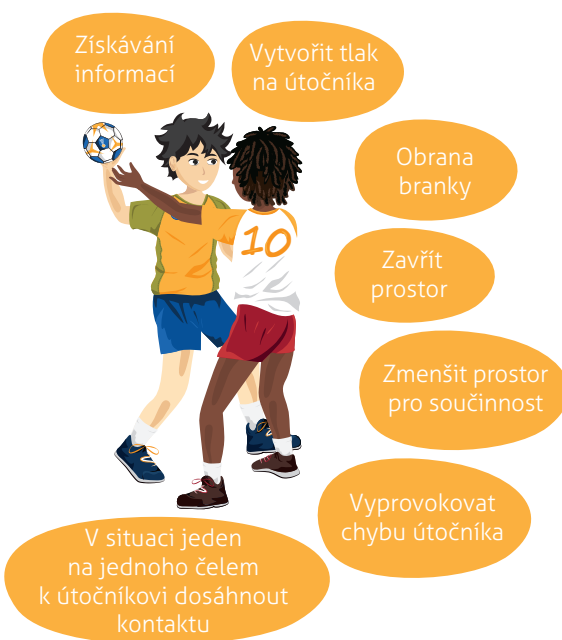 Získávání
informací
Vytvořit tlak
na útočníka
Obrana
branky
10
Zavřít
prostor
Zmenšit prostor
pro součinnost
Vyprovokovat
chybu útočníka
V situaci jeden
na jednoho čelem
k útočníkovi dosáhnout
kontaktu